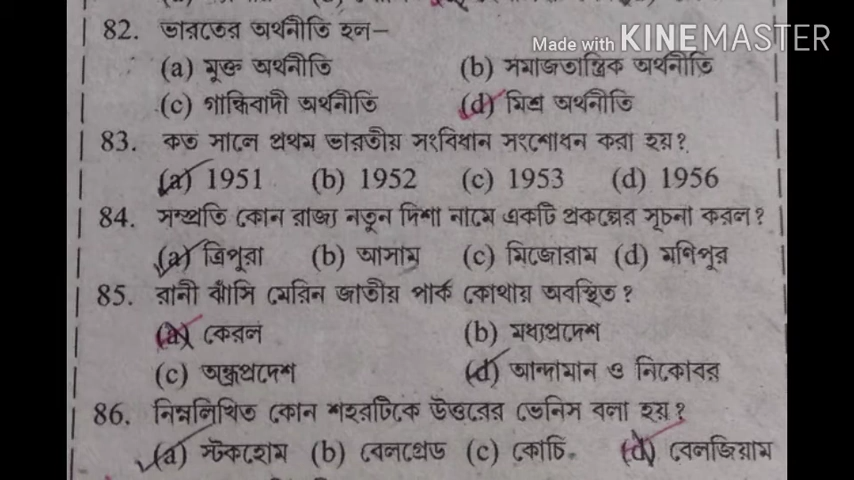 82. ভারতের অর্থনীতি হল–
Made with KINEMASTER
(a) মুক্ত অর্থনীতি (b) সমাজতান্ত্রিক অর্থনীতি
(c) গান্ধিবাদী অর্থনীতি (d) মিশ্র অর্থনীতি
83. কত সালে প্রথম ভারতীয় সংবিধান সংশোধন করা হয়?
(a) 1951 (b) 1952 (c) 1953 (d) 1956
84. সম্প্রতি কোন রাজ্য নতুন দিশা নামে একটি প্রকল্পের সূচনা করল?
(a) ত্রিপুরা (b) আসাম (c) মিজোরাম (d) মণিপুর
85. রানী ঝাঁসি মেরিন জাতীয় পার্ক কোথায় অবস্থিত?
(a) কেরল (b) মধ্যপ্রদেশ
(c) অন্ধ্রপ্রদেশ (d) আন্দামান ও নিকোবর
86. নিম্নলিখিত কোন শহরটিকে উত্তরের ভেনিস বলা হয়?
(a) স্টকহোম (b) বেলগ্রেড (c) কোচি. (d) বেলজিয়াম